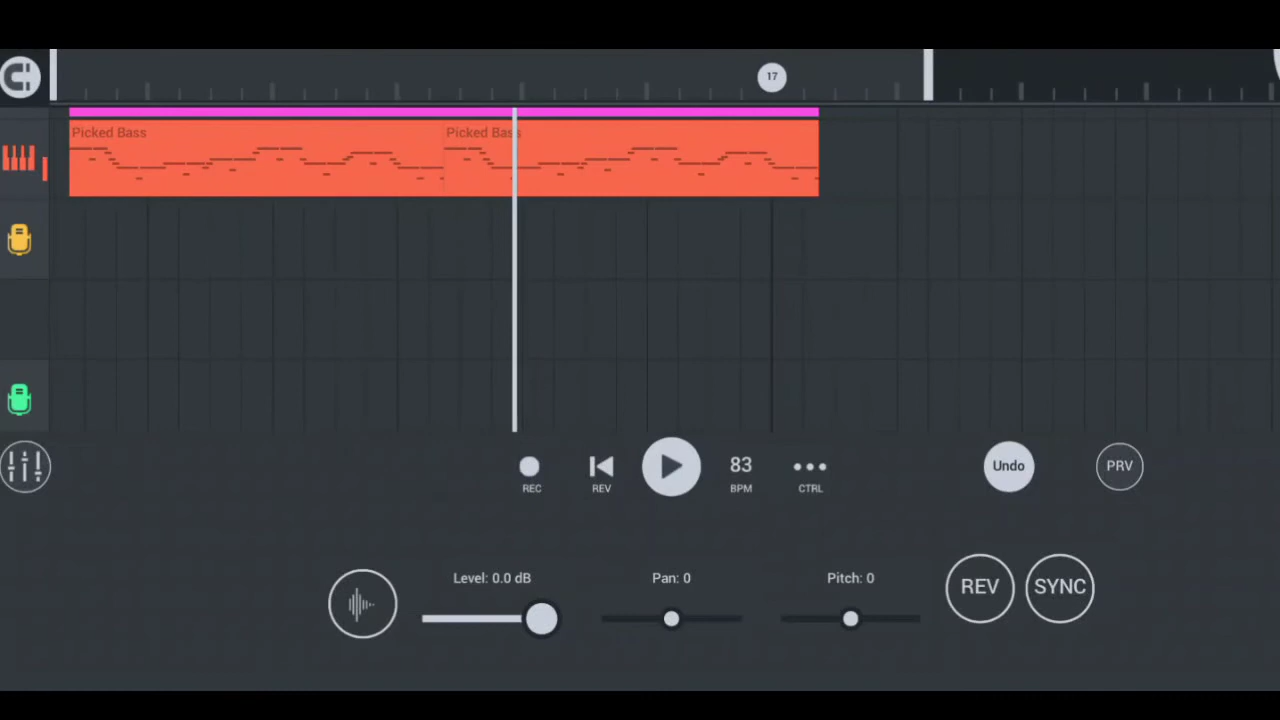 17
Picked Bass
Picked Bass
REC
REV
83
BPM
CTRL
Undo
PRV
Level: 0.0 dB
Pan: 0
Pitch: 0
REV
SYNC